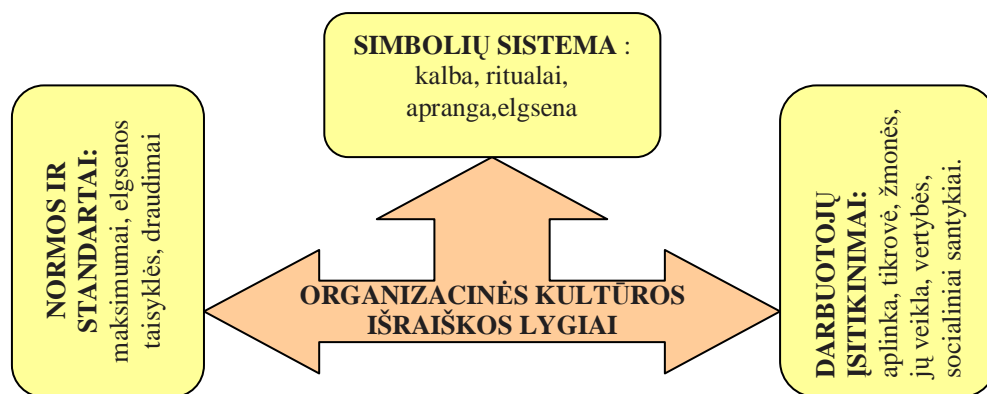 SIMBOLIŲ SISTEMA :
kalba, ritualai,
apranga,elgsena
NORMOS IR
STANDARTAI:
maksimumai, elgsenos
taisyklės, draudimai
ORGANIZACINĖS KULTŪROS
IŠRAIŠKOS LYGIAI
DARBUOTOJŲ
ĮSITIKINIMAI:
aplinka, tikrovė, žmonės,
jų veikla, vertybės,
socialiniai santykiai.